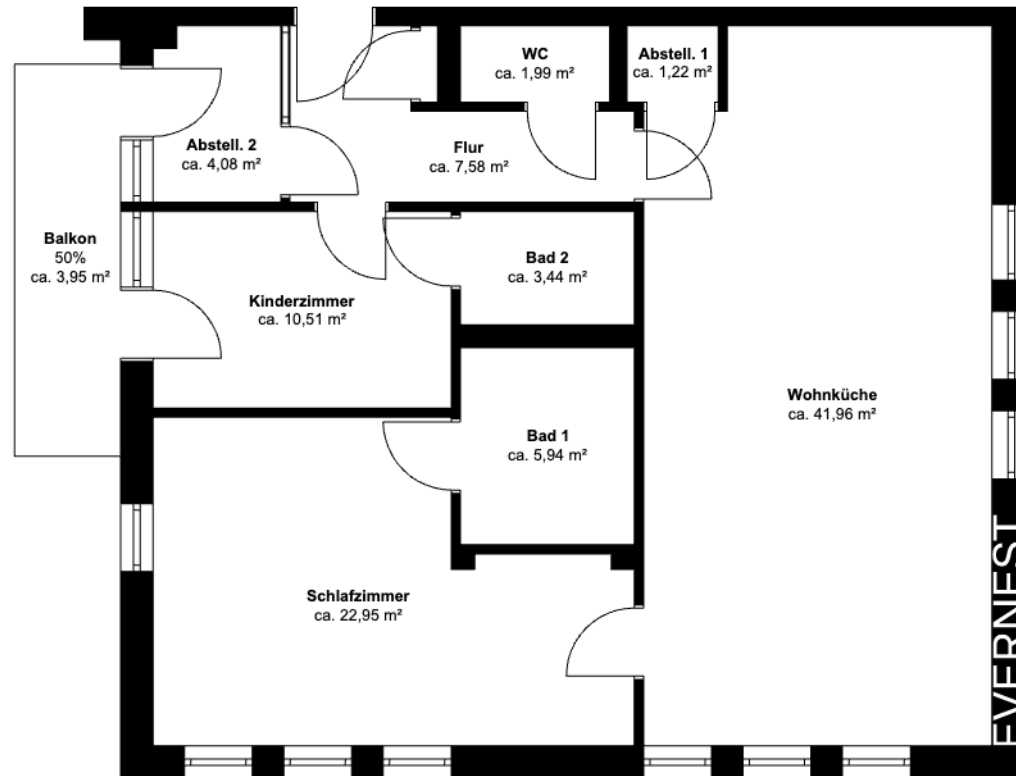 WC
ca. 1,99 m²
Abstell. 1
ca. 1,22 m²
Abstell. 2
ca. 4,08 m²
Flur
ca. 7,58 m²
Balkon
50%
ca. 3,95 m²
Bad 2
ca. 3,44 m²
Kinderzimmer
ca. 10,51 m²
Wohnküche
ca. 41,96 m²
Bad 1
ca. 5,94 m²
Schlafzimmer
ca. 22,95 m²
EVERNEST